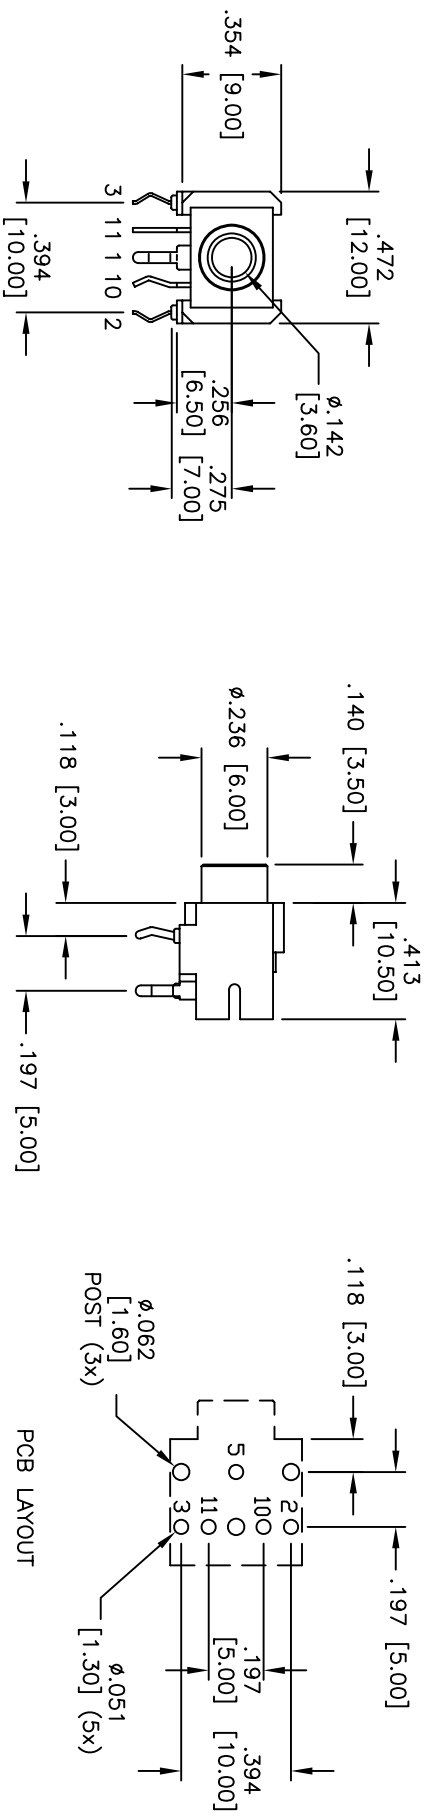 .472
[12.00]
.354 [9.00]
ø.142
[3.60]
.256
[6.50]
.275
[7.00]
3 11 1 10 2
.394
[10.00]
.140 [3.50]
.413
[10.50]
ø.236 [6.00]
.118 [3.00]
.197 [5.00]
.118 [3.00]
.197 [5.00]
5
3 11 10 2
.197
[5.00]
.394
[10.00]
ø.062
[1.60]
POST (3x)
ø.051
[1.30] (5x)
PCB LAYOUT